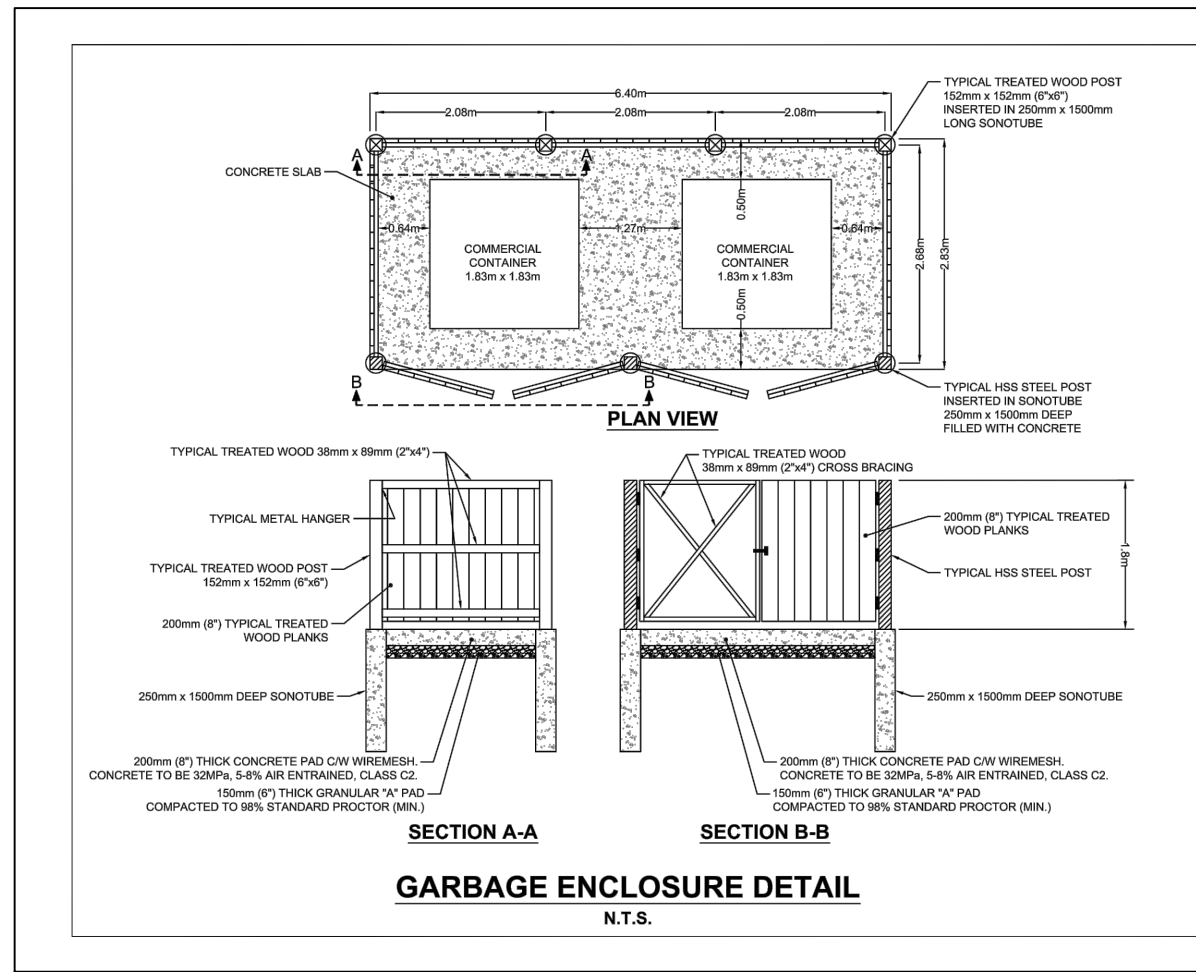 6.40m
2.08m
2.08m
2.08m
TYPICAL TREATED WOOD POST
152mm x 152mm (6"x6")
INSERTED IN 250mm x 1500mm
LONG SONOTUBE
A
A
CONCRETE SLAB
0.50m
0.64m
1.27m
0.64m
COMMERCIAL
CONTAINER
1.83m x 1.83m
COMMERCIAL
CONTAINER
1.83m x 1.83m
2.68m
2.83m
0.50m
B
B
PLAN VIEW
TYPICAL HSS STEEL POST
INSERTED IN SONOTUBE
250mm x 1500mm DEEP
FILLED WITH CONCRETE
TYPICAL TREATED WOOD 38mm x 89mm (2"x4")
TYPICAL METAL HANGER
TYPICAL TREATED WOOD POST
152mm x 152mm (6"x6")
200mm (8") TYPICAL TREATED
WOOD PLANKS
250mm x 1500mm DEEP SONOTUBE
200mm (8") THICK CONCRETE PAD C/W WIREMESH.
CONCRETE TO BE 32MPa, 5-8% AIR ENTRAINED, CLASS C2.
150mm (6") THICK GRANULAR "A" PAD
COMPACTED TO 98% STANDARD PROCTOR (MIN.)
SECTION A-A
TYPICAL TREATED WOOD
38mm x 89mm (2"x4") CROSS BRACING
200mm (8") TYPICAL TREATED
WOOD PLANKS
1.8m
TYPICAL HSS STEEL POST
250mm x 1500mm DEEP SONOTUBE
200mm (8") THICK CONCRETE PAD C/W WIREMESH.
CONCRETE TO BE 32MPa, 5-8% AIR ENTRAINED, CLASS C2.
150mm (6") THICK GRANULAR "A" PAD
COMPACTED TO 98% STANDARD PROCTOR (MIN.)
SECTION B-B
GARBAGE ENCLOSURE DETAIL
N.T.S.